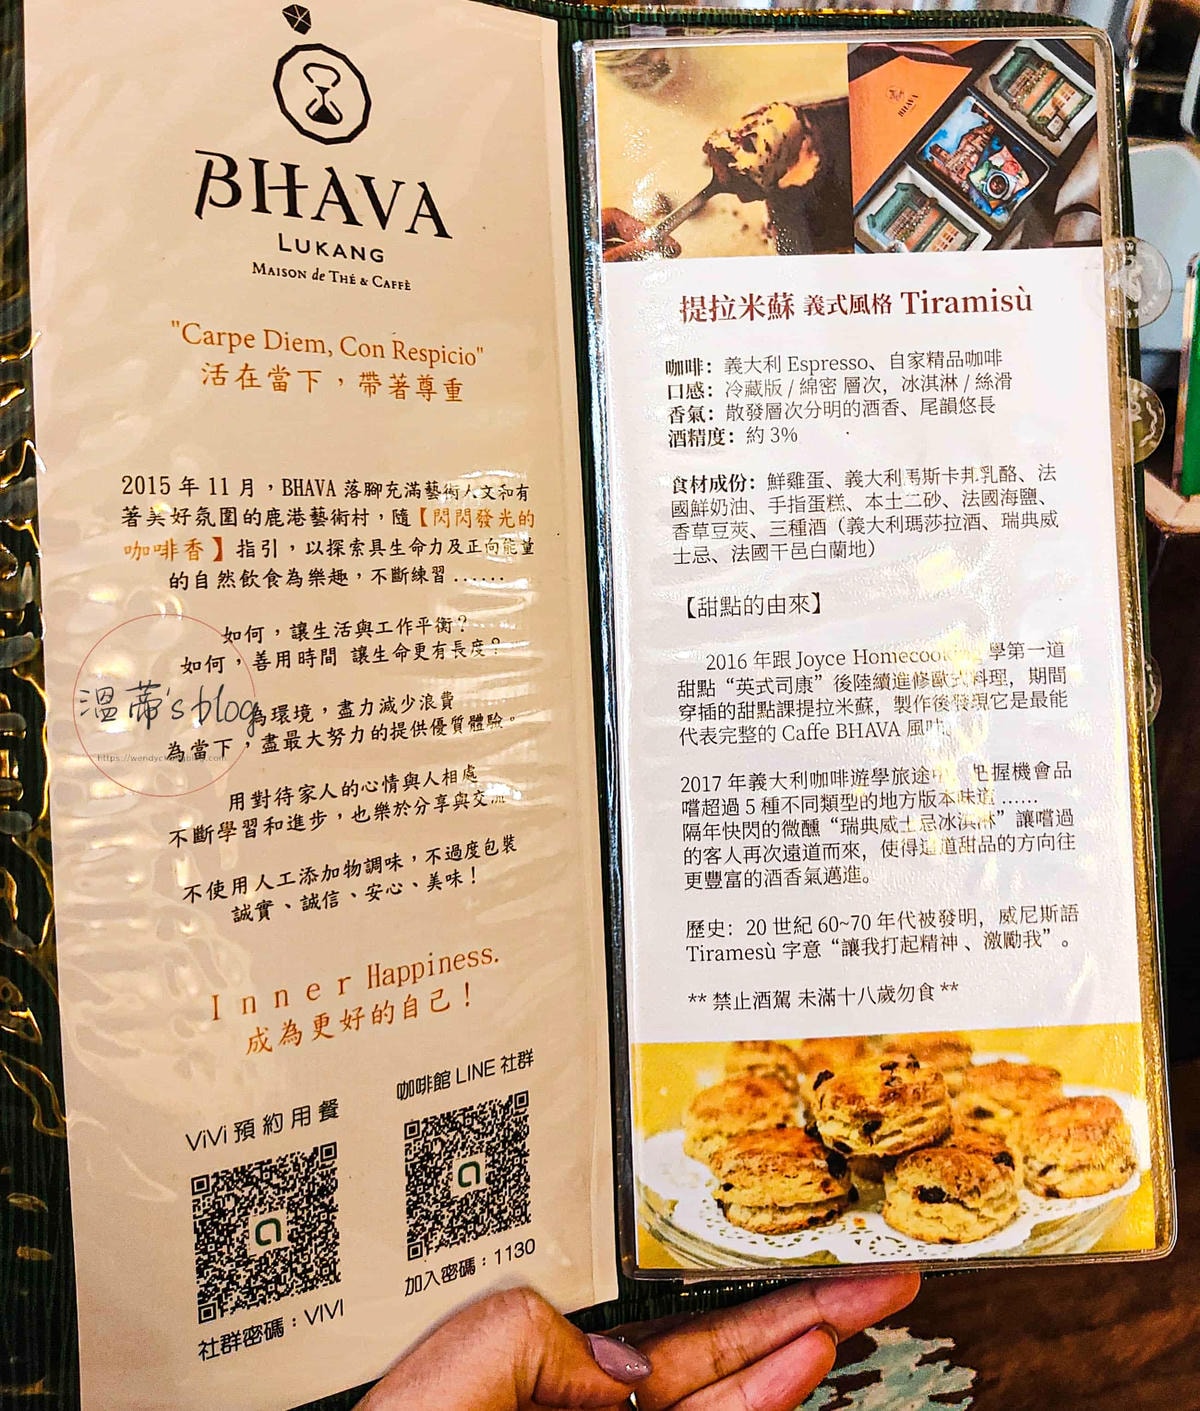 BHAVA
LUKANG
MAISON de THÉ & CAFFÈ
"Carpe Diem, Con Respicio"
活在當下，帶著尊重
2015 年 11 月，BHAVA 落腳充滿藝術人文和有
著美好氛圍的鹿港藝術村，隨【閃閃發光的
咖啡香】指引，以探索具生命力及正向能量
的自然飲食為樂趣，不斷練習......
如何，讓生活與工作平衡？
如何，善用時間 讓生命更有長度？
為環境，盡力減少浪費
為當下，盡最大努力的提供優質體驗。
用對待家人的心情與人相處
不斷學習和進步，也樂於分享與交流
不使用人工添加物調味，不過度包裝
誠實、誠信、安心、美味！
Inner Happiness.
成為更好的自己！
ViVi 預約用餐
社群密碼：VIVI
咖啡館 LINE 社群
加入密碼：1130
溫蒂's blog
BHAVA
提拉米蘇 義式風格 Tiramisù
咖啡：義大利 Espresso、自家精品咖啡
口感：冷藏版 / 綿密 層次，冰淇淋 / 絲滑
香氣：散發層次分明的酒香、尾韻悠長
酒精度：約 3%
食材成份：鮮雞蛋、義大利馬斯卡邦乳酪、法
國鮮奶油、手指蛋糕、本土二砂、法國海鹽、
香草豆莢、三種酒（義大利瑪莎拉酒、瑞典威
士忌、法國干邑白蘭地）
【甜點的由來】
2016 年跟 Joyce Homecooking 學第一道
甜點“英式司康”後陸續進修歐式料理，期間
穿插的甜點課提拉米蘇，製作後發現它是最能
代表完整的 Caffe BHAVA 風味
2017 年義大利咖啡遊學旅途中，把握機會品
嚐超過 5 種不同類型的地方版本味道......
隔年快閃的微醺“瑞典威士忌冰淇淋”讓嚐過
的客人再次遠道而來，使得這道甜品的方向往
更豐富的酒香氣邁進。
歷史：20 世紀 60~70 年代被發明，威尼斯語
Tiramesù 字意“讓我打起精神、激勵我”。
** 禁止酒駕 未滿十八歲勿食 **